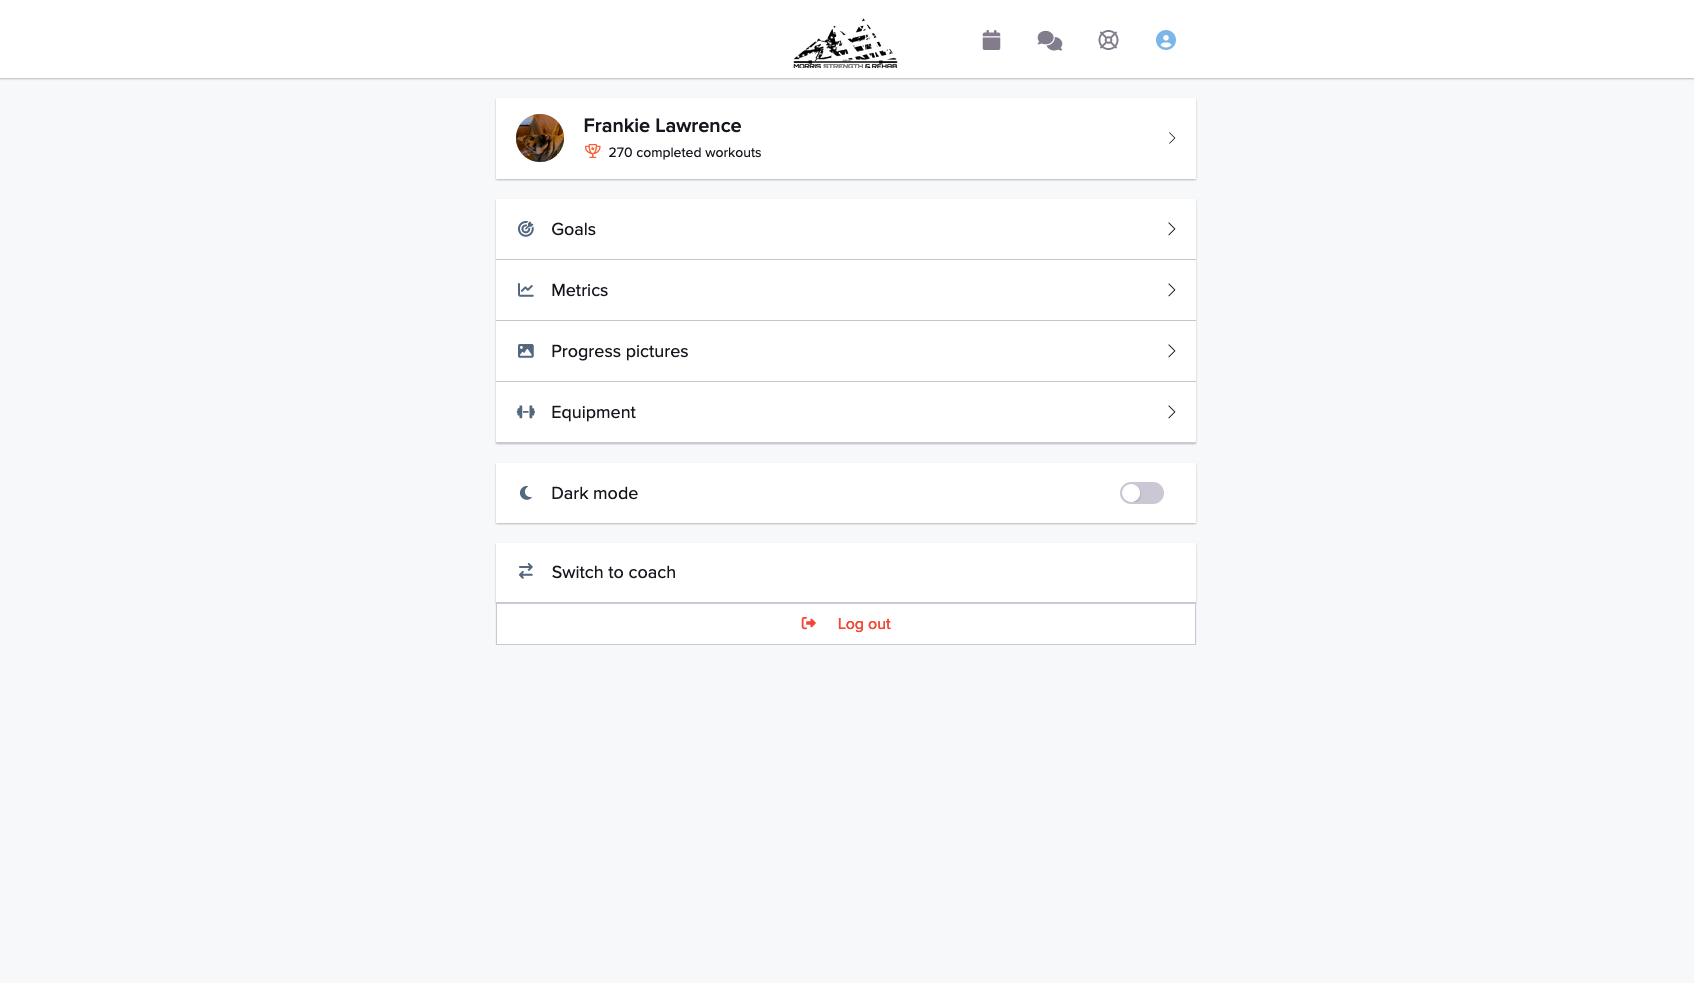 MORRIS STRENGTH & REHAB
Frankie Lawrence
270 completed workouts
Goals
Metrics
Progress pictures
Equipment
Dark mode
Switch to coach
Log out